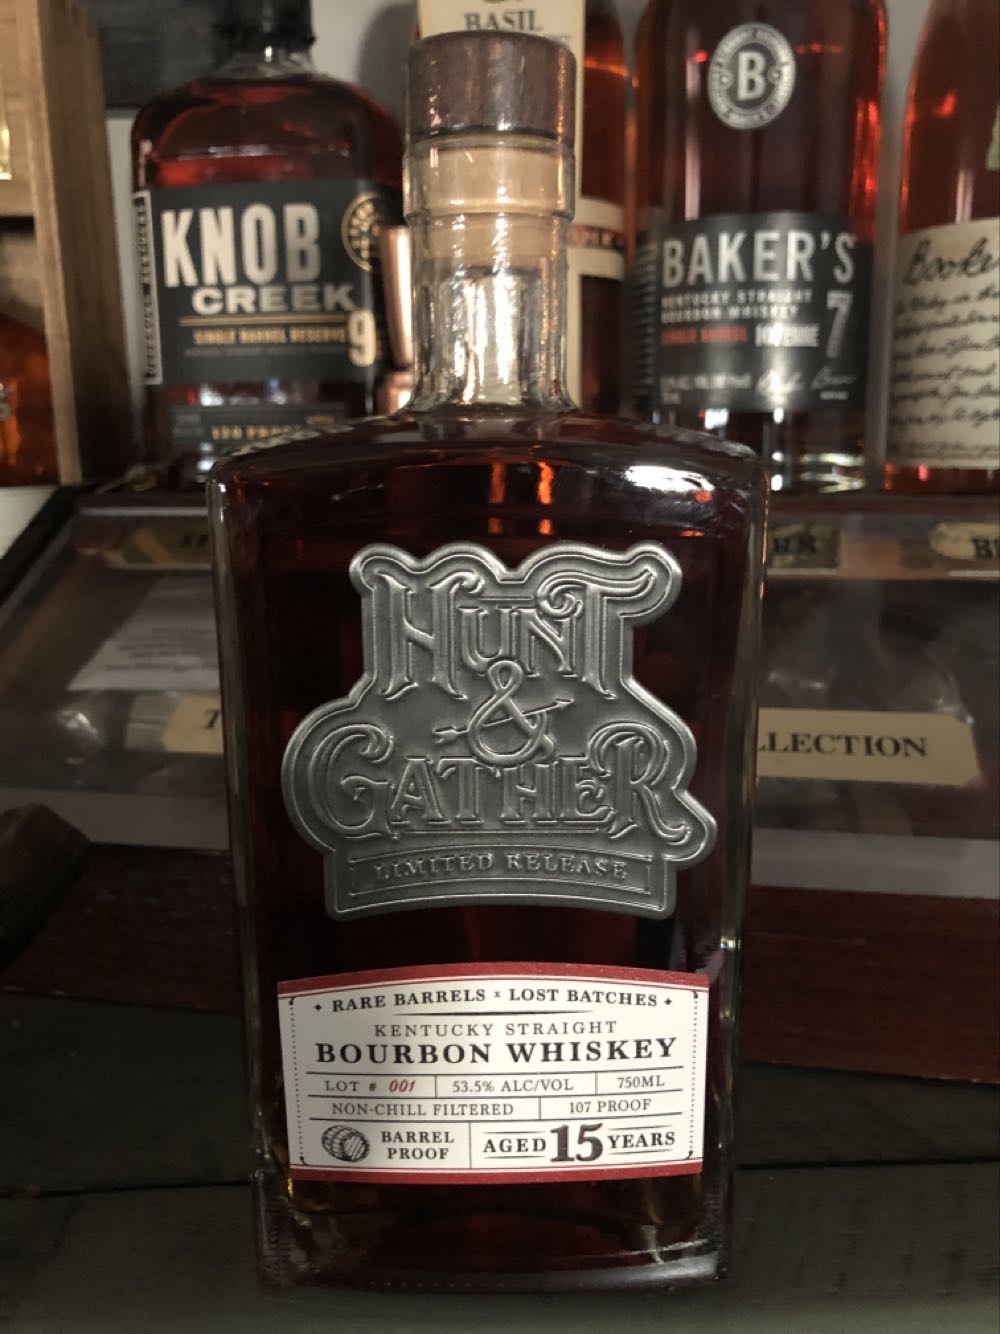 BASIL
B
KNOB
CREEK
SINGLE BARREL RESERVE
9
BAKER'S
KENTUCKY STRAIGHT
BOURBON WHISKEY
SINGLE BARREL
7
HUNT
&
GATHER
LIMITED RELEASE
LLECTION
RARE BARRELS x LOST BATCHES
KENTUCKY STRAIGHT
BOURBON WHISKEY
LOT # 001 53.5% ALC/VOL 750ML
NON-CHILL FILTERED 107 PROOF
BARREL PROOF AGED 15 YEARS